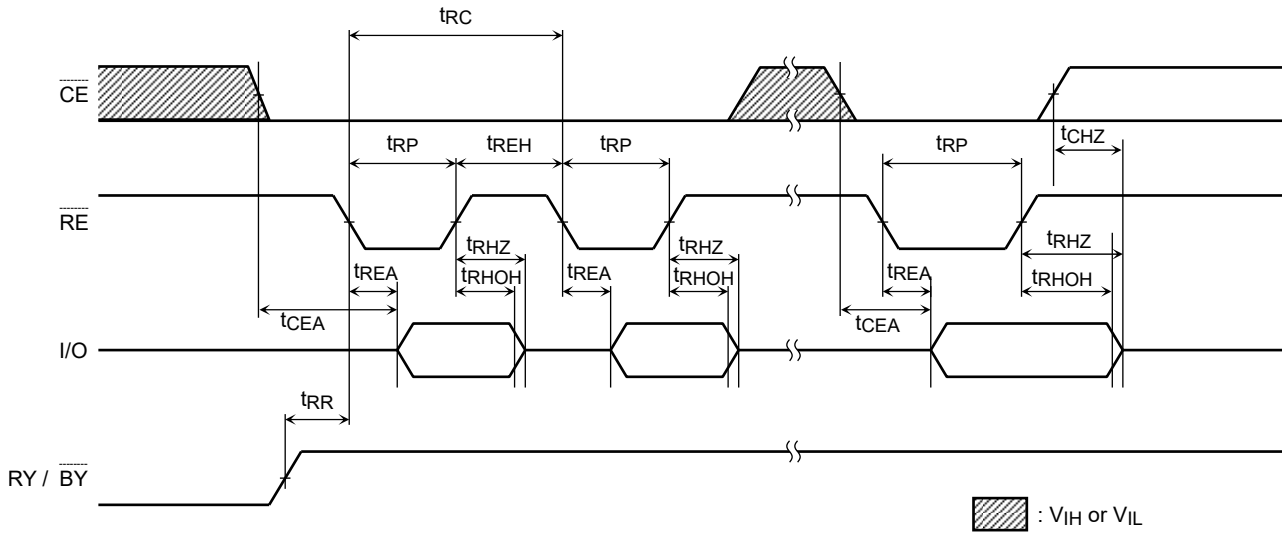 tRC
CE
tRP
tREH
tRP
tRP
tCHZ
RE
tREA
tRHZ
tRHOH
tREA
tRHZ
tRHOH
tREA
tRHZ
tRHOH
tCEA
tCEA
I/O
tRR
RY / BY
: VIH or VIL